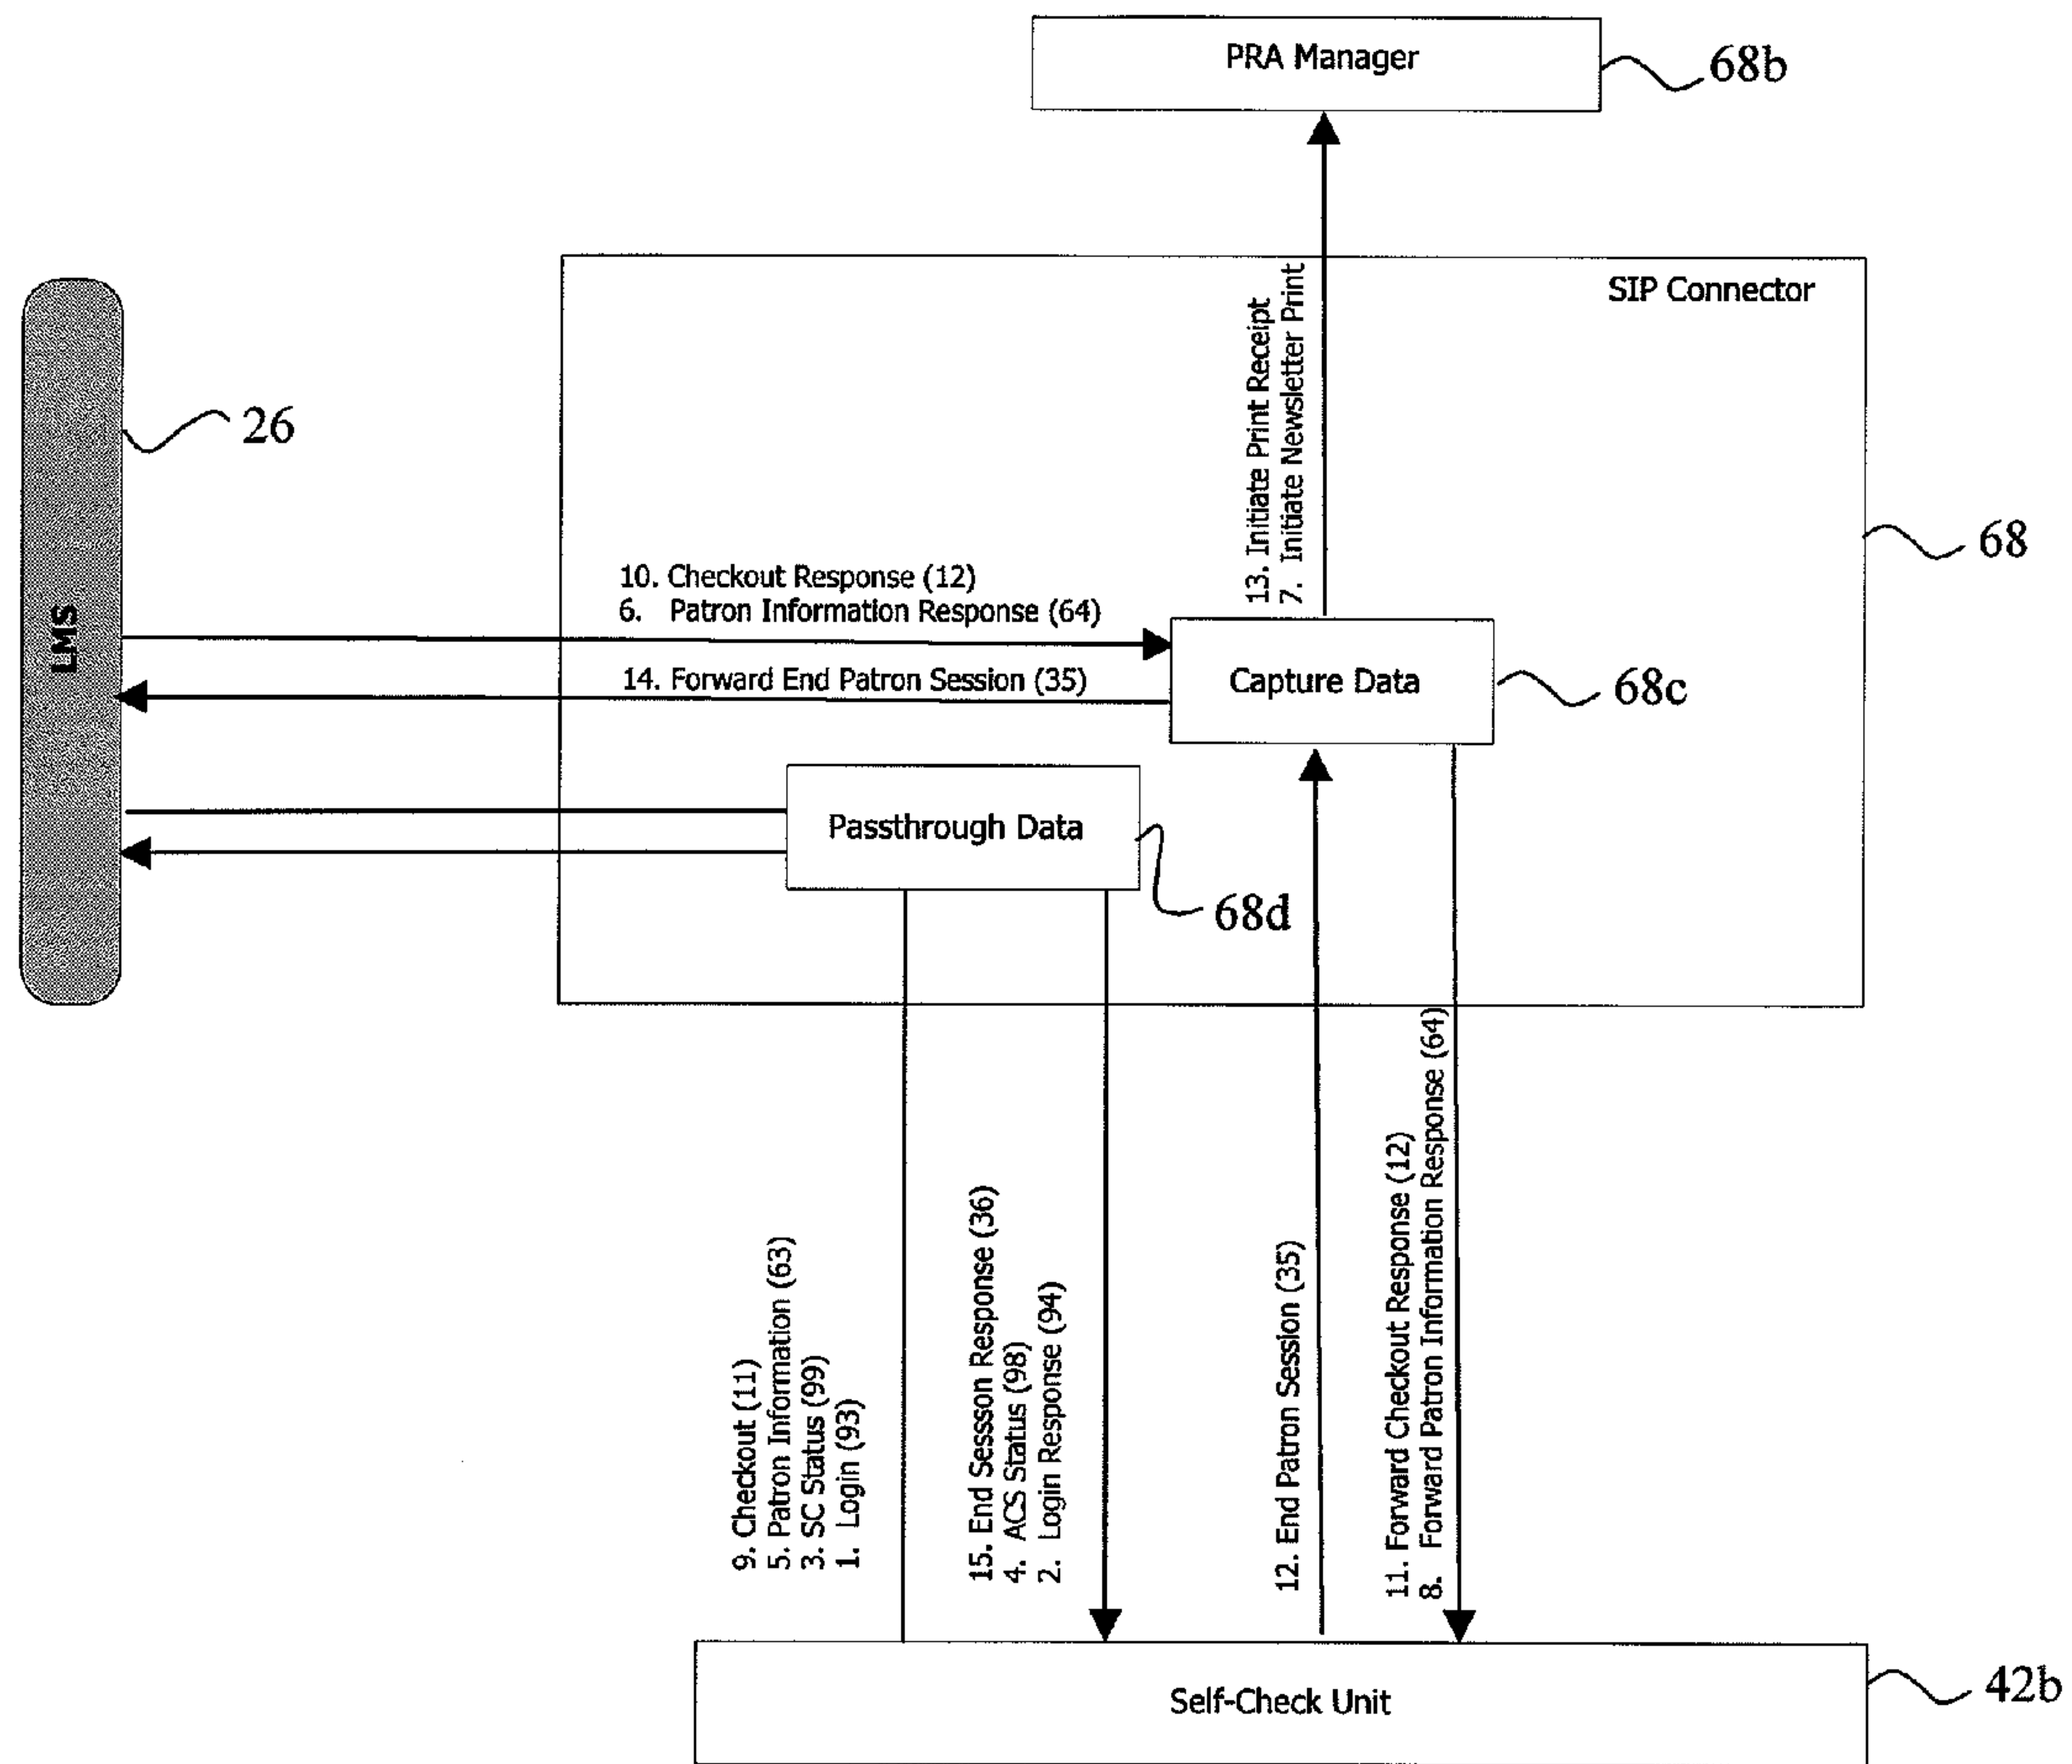 PRA Manager
68b
SIP Connector
13. Initiate Print Receipt
7. Initiate Newsletter Print
26
68
LMS
10. Checkout Response (12)
6. Patron Information Response (64)
14. Forward End Patron Session (35)
Capture Data
68c
Passthrough Data
68d
9. Checkout (11)
5. Patron Information (63)
3. SC Status (99)
1. Login (93)
15. End Sessson Response (36)
4. ACS Status (98)
2. Login Response (94)
12. End Patron Session (35)
11. Forward Checkout Response (12)
8. Forward Patron Information Response (64)
Self-Check Unit
42b